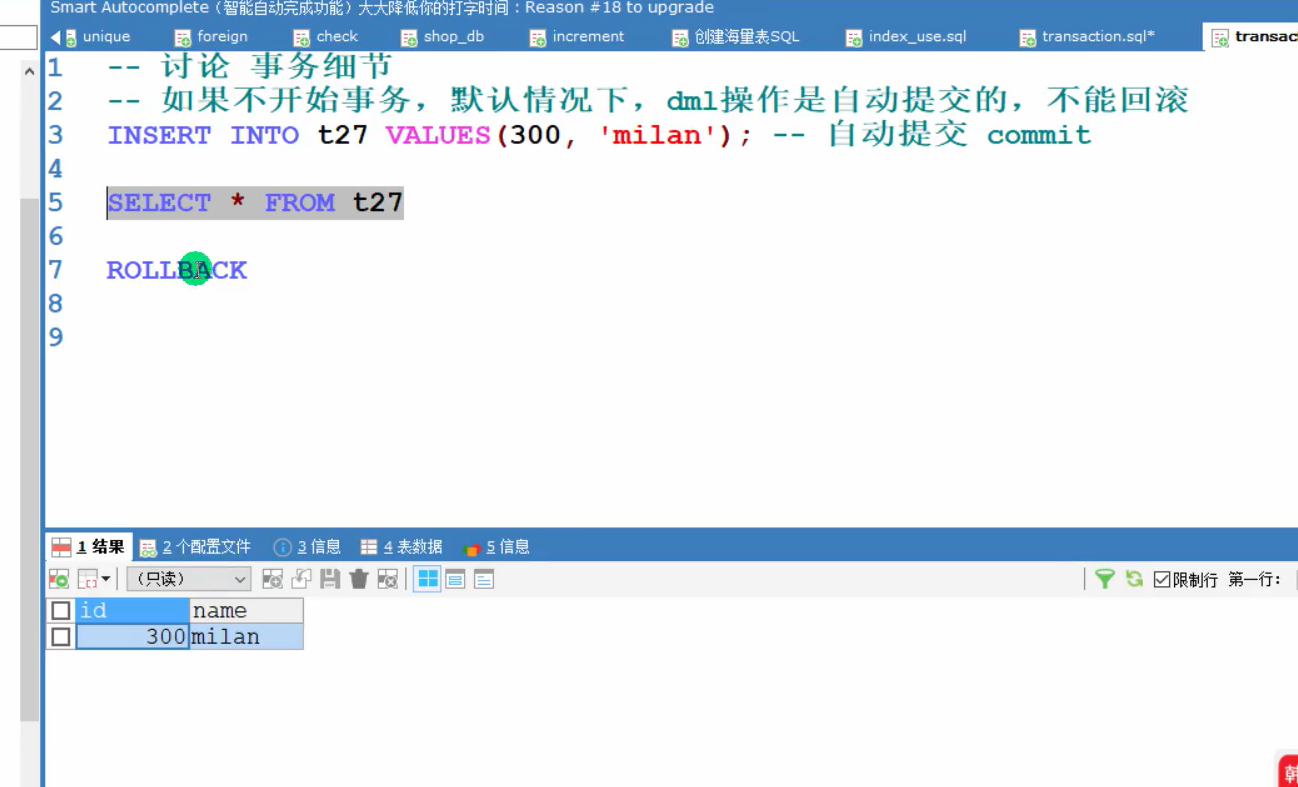 Smart Autocomplete（智能自动完成功能）大大降低你的打字时间：Reason #18 to upgrade
unique foreign check shop_db increment 创建海量表SQL index_use.sql transaction.sql* transac
1 -- 讨论 事务细节
2 -- 如果不开始事务，默认情况下，dml操作是自动提交的，不能回滚
3 INSERT INTO t27 VALUES(300, 'milan'); -- 自动提交 commit
4
5 SELECT * FROM t27
6
7 ROLLBACK
8
9
1 结果 2 个配置文件 3 信息 4 表数据 5 信息
（只读） 限制行 第一行：
id name
300 milan
韩